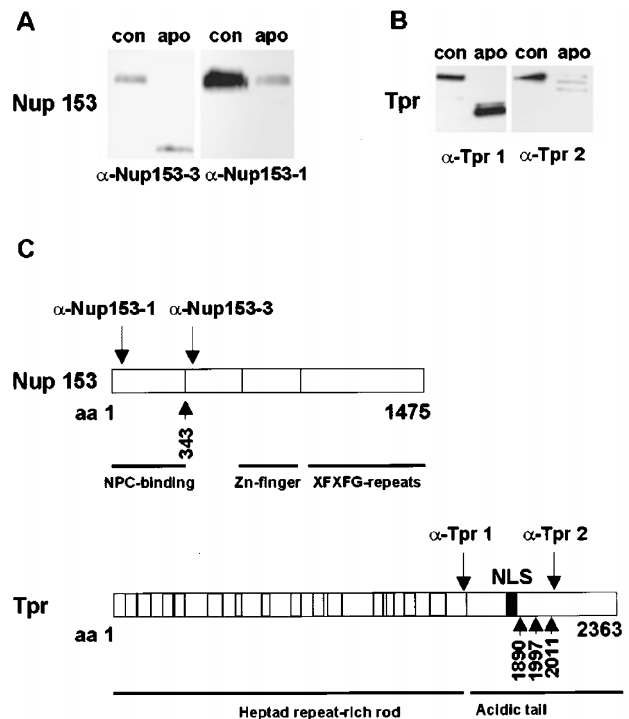 A
B
con apo con apo
con apo con apo
Nup 153
Tpr
α-Nup153-3 α-Nup153-1
α-Tpr 1 α-Tpr 2
C
α-Nup153-1 α-Nup153-3
Nup 153
aa 1
1475
343
NPC-binding Zn-finger XFXFG-repeats
α-Tpr 1 α-Tpr 2
NLS
Tpr
aa 1
2363
1890
1997
2011
Heptad repeat-rich rod Acidic tail